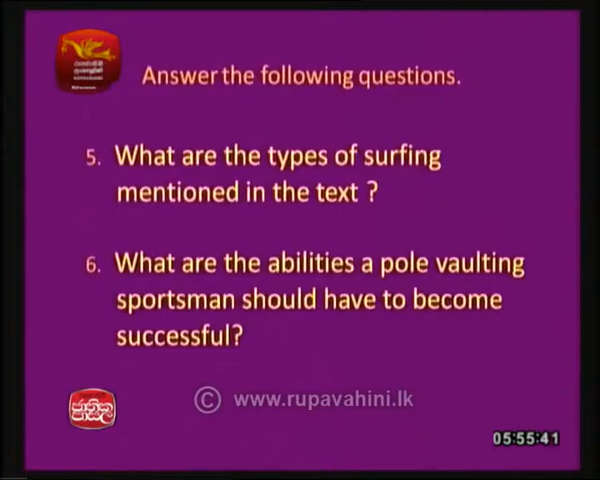 Answer the following questions.
5. What are the types of surfing
mentioned in the text ?
6. What are the abilities a pole vaulting
sportsman should have to become
successful?
ජාතික
පාසල
© www.rupavahini.lk
05:55:41